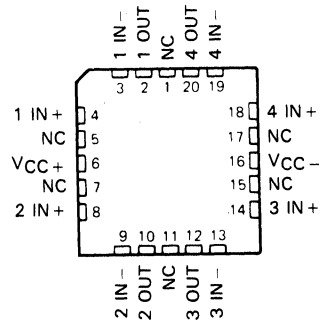 1 IN−
1 OUT
NC
4 OUT
4 IN−
3 2 1 20 19
1 IN+ 4 18 4 IN+
NC 5 17 NC
VCC+ 6 16 VCC−
NC 7 15 NC
2 IN+ 8 14 3 IN+
9 10 11 12 13
2 IN−
2 OUT
NC
3 OUT
3 IN−